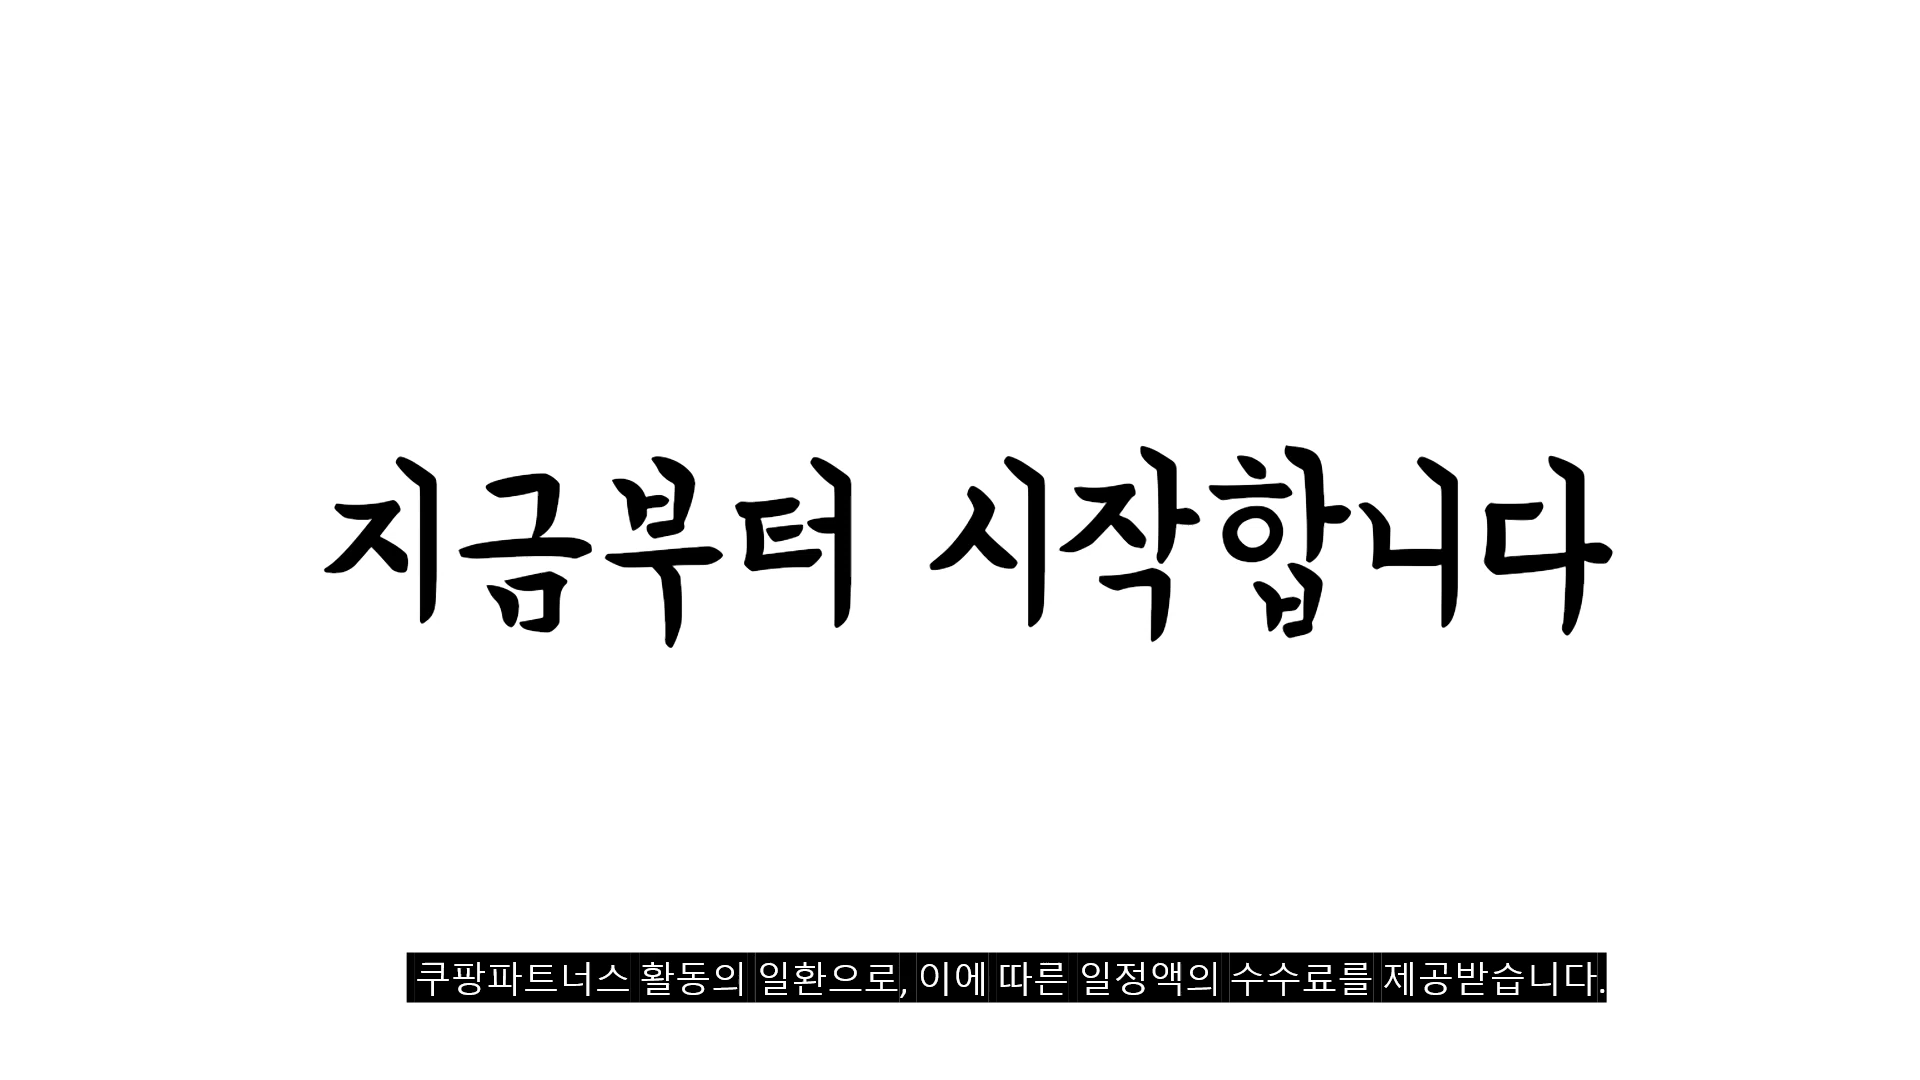 지금부터 시작합니다
쿠팡파트너스 활동의 일환으로, 이에 따른 일정액의 수수료를 제공받습니다.